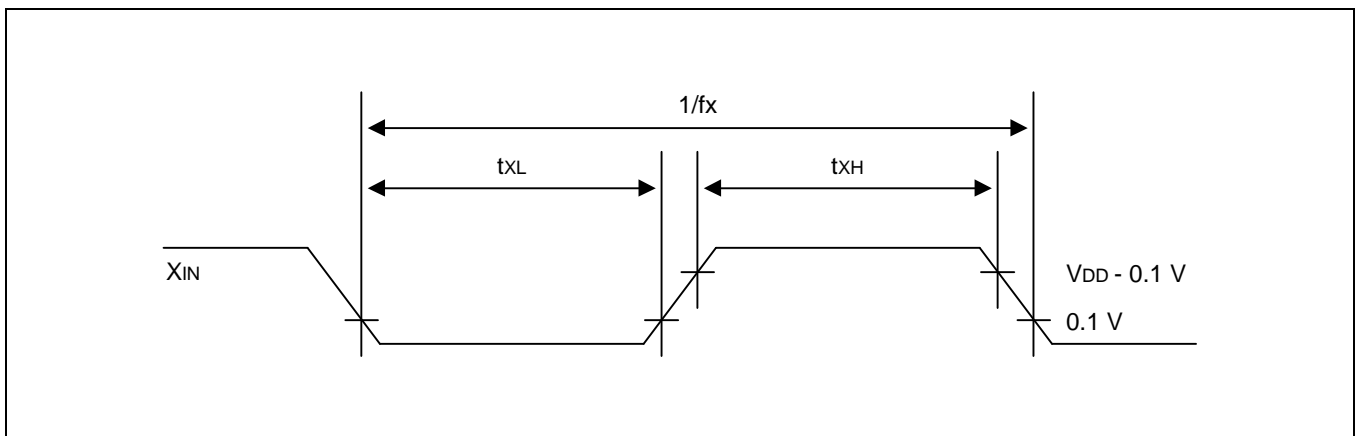 1/fx
tXL
tXH
XIN
VDD - 0.1 V
0.1 V